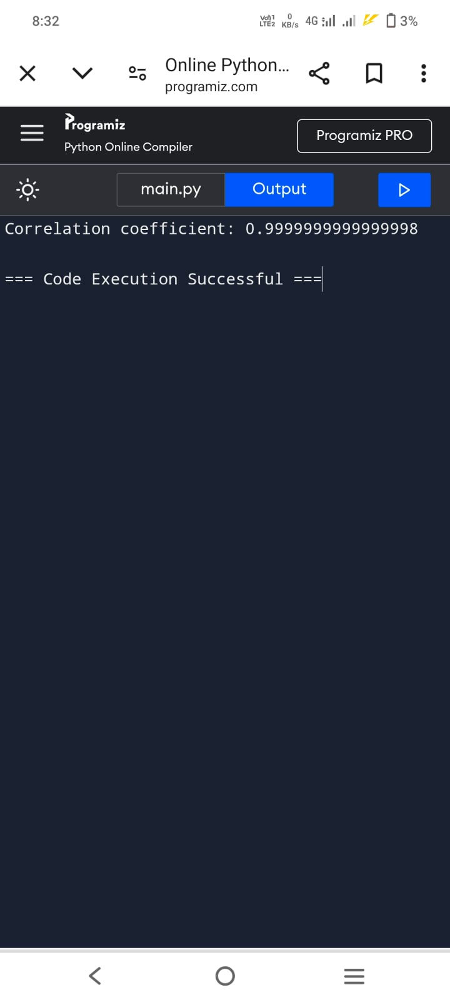 8:32
Vo)) 1
LTE2
0
KB/s
4G
3%
Online Python...
programiz.com
Programiz
Python Online Compiler
Programiz PRO
main.py
Output
Correlation coefficient: 0.9999999999999998
=== Code Execution Successful ===